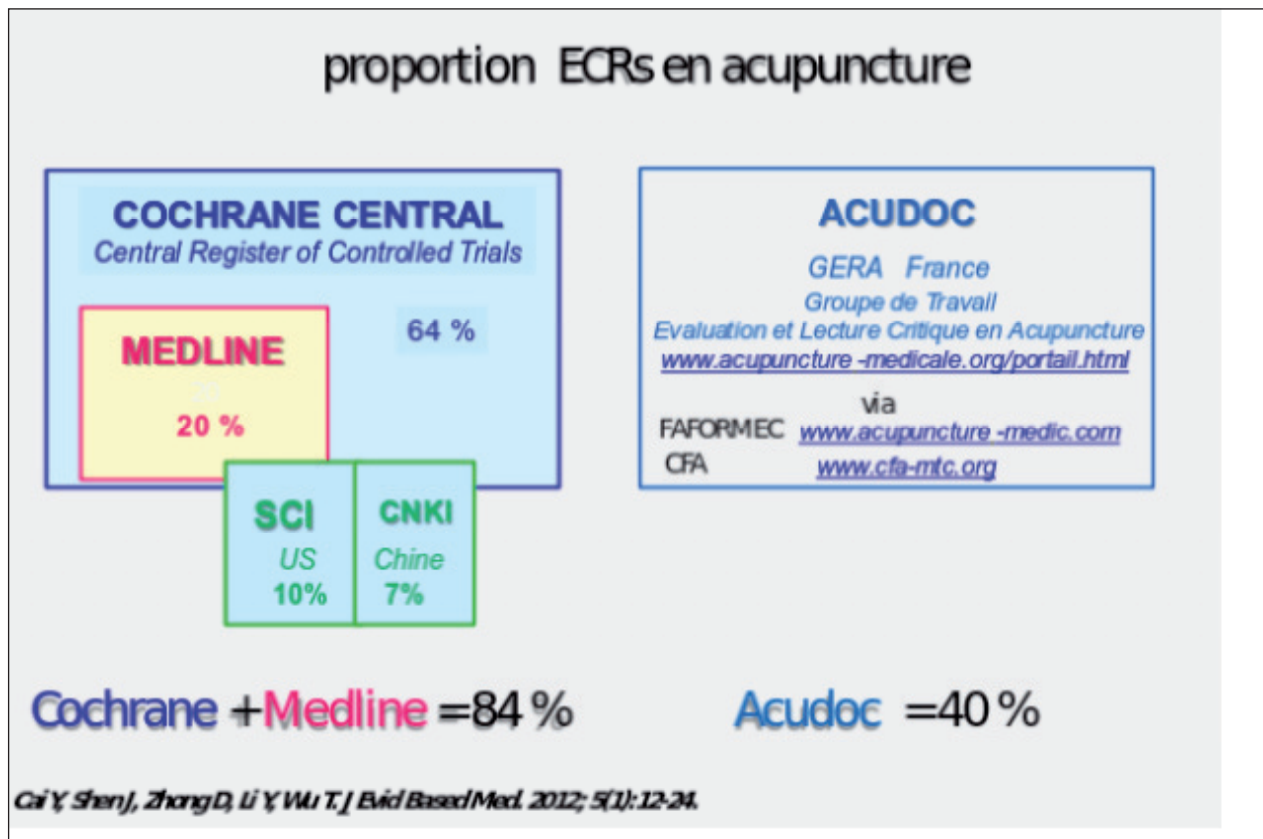 proportion ECRs en acupuncture
COCHRANE CENTRAL
Central Register of Controlled Trials
64 %
MEDLINE
20
20 %
SCI
US
10%
CNKI
Chine
7%
Cochrane +Medline =84 %
ACUDOC
GERA France
Groupe de Travail
Evaluation et Lecture Critique en Acupuncture
www.acupuncture -medicale.org/portail.html
via
FAFORMEC www.acupuncture -medic.com
CFA www.cfa-mtc.org
Acudoc =40 %
Cai Y, Shen J, Zhong D, Li Y, Wu T. J Evid Based Med. 2012; 5(1): 12-24.